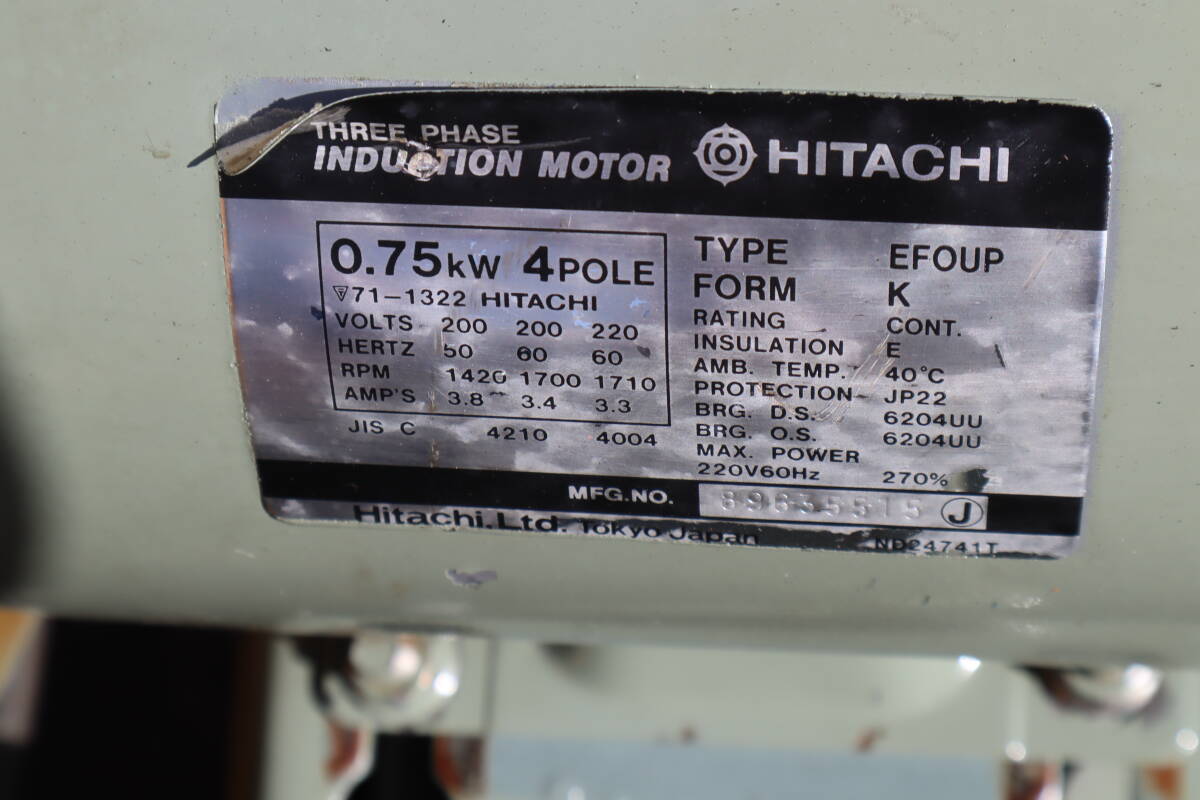 THREE PHASE
INDUCTION MOTOR
HITACHI
0.75kW 4POLE
71-1322 HITACHI
VOLTS 200 200 220
HERTZ 50 60 60
RPM 1420 1700 1710
AMP'S 3.8 3.4 3.3
JIS C 4210 4004
TYPE EFOUP
FORM K
RATING CONT.
INSULATION E
AMB. TEMP. 40°C
PROTECTION JP22
BRG. D.S. 6204UU
BRG. O.S. 6204UU
MAX. POWER
220V60Hz 270%
MFG.NO. J
Hitachi, Ltd. Tokyo Japan
ND24741T